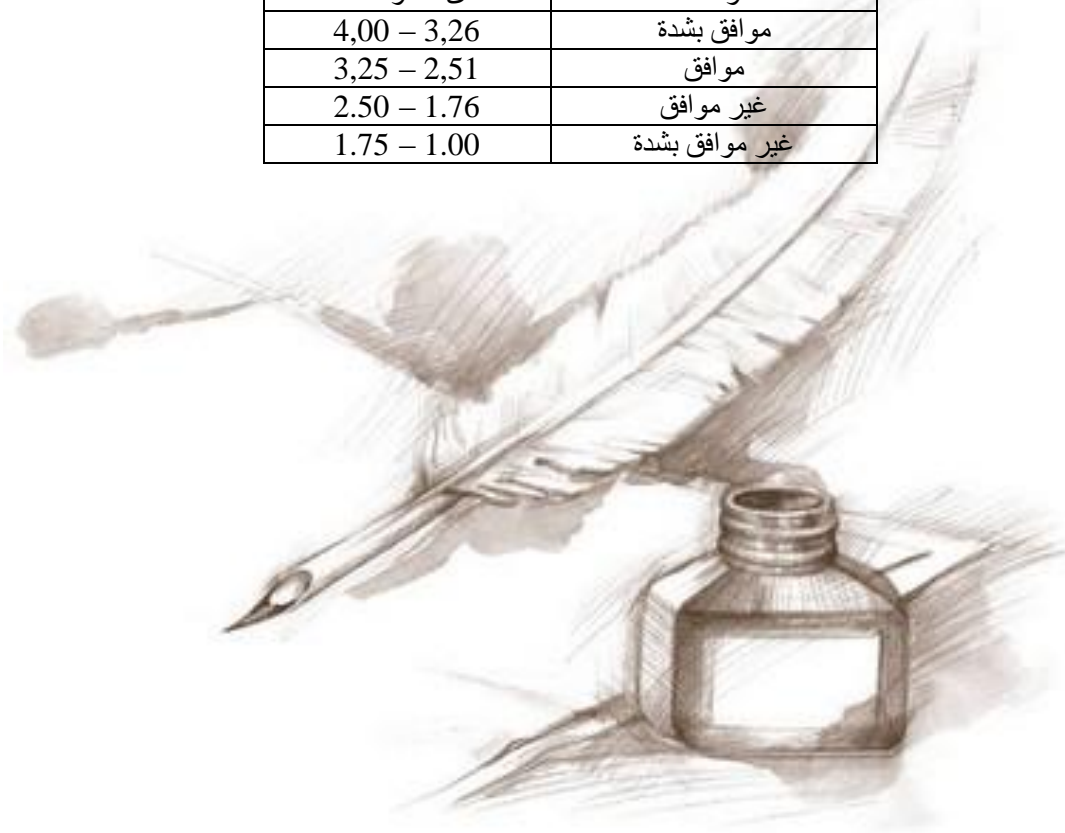 موافق بشدة 3,26 – 4,00
موافق 2,51 – 3,25
غير موافق 1.76 – 2.50
غير موافق بشدة 1.00 – 1.75